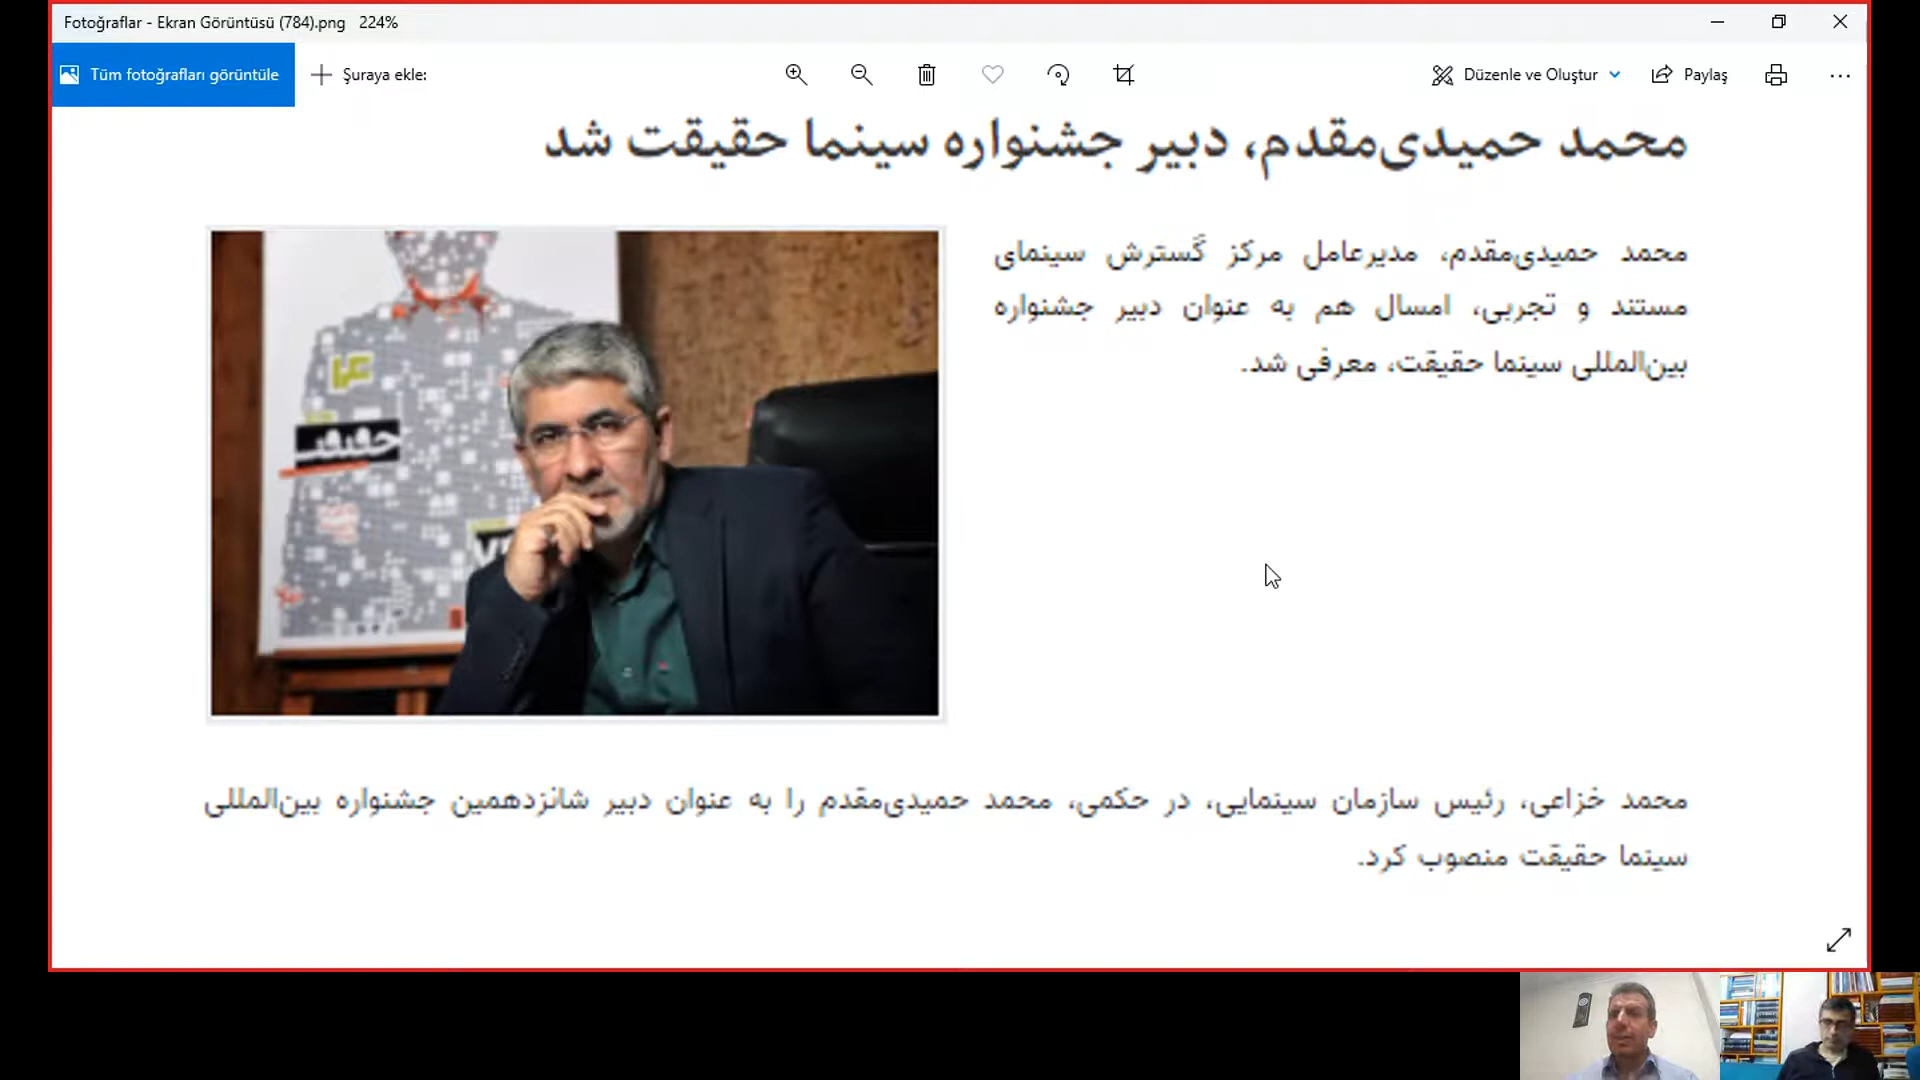 Fotoğraflar - Ekran Görüntüsü (784).png 224%
Tüm fotoğrafları görüntüle
Şuraya ekle:
Düzenle ve Oluştur
Paylaş
محمد حمیدی‌مقدم، دبیر جشنواره سینما حقیقت شد
محمد حمیدی‌مقدم، مدیرعامل مرکز گسترش سینمای
مستند و تجربی، امسال هم به عنوان دبیر جشنواره
بین‌المللی سینما حقیقت، معرفی شد.
۱۴
حقیقت
محمد خزاعی، رئیس سازمان سینمایی، در حکمی، محمد حمیدی‌مقدم را به عنوان دبیر شانزدهمین جشنواره بین‌المللی
سینما حقیقت منصوب کرد.